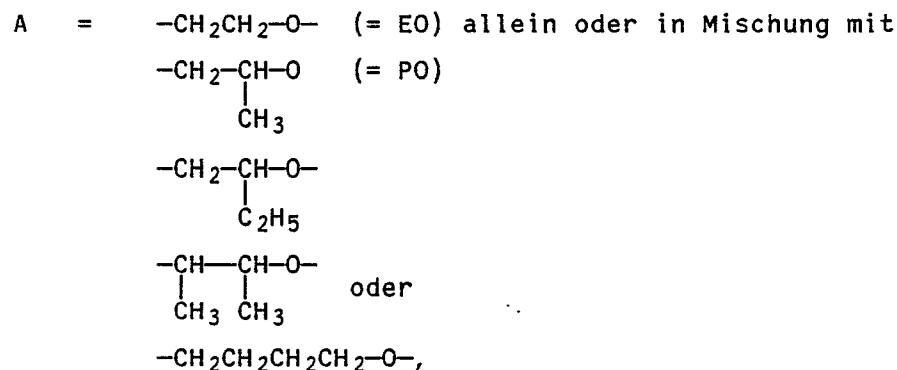 A = –CH₂CH₂–O– (= EO) allein oder in Mischung mit
–CH₂–CH–O (= PO)
CH₃
–CH₂–CH–O–
C₂H₅
–CH–CH–O–
oder
CH₃ CH₃
–CH₂CH₂CH₂CH₂–O–,